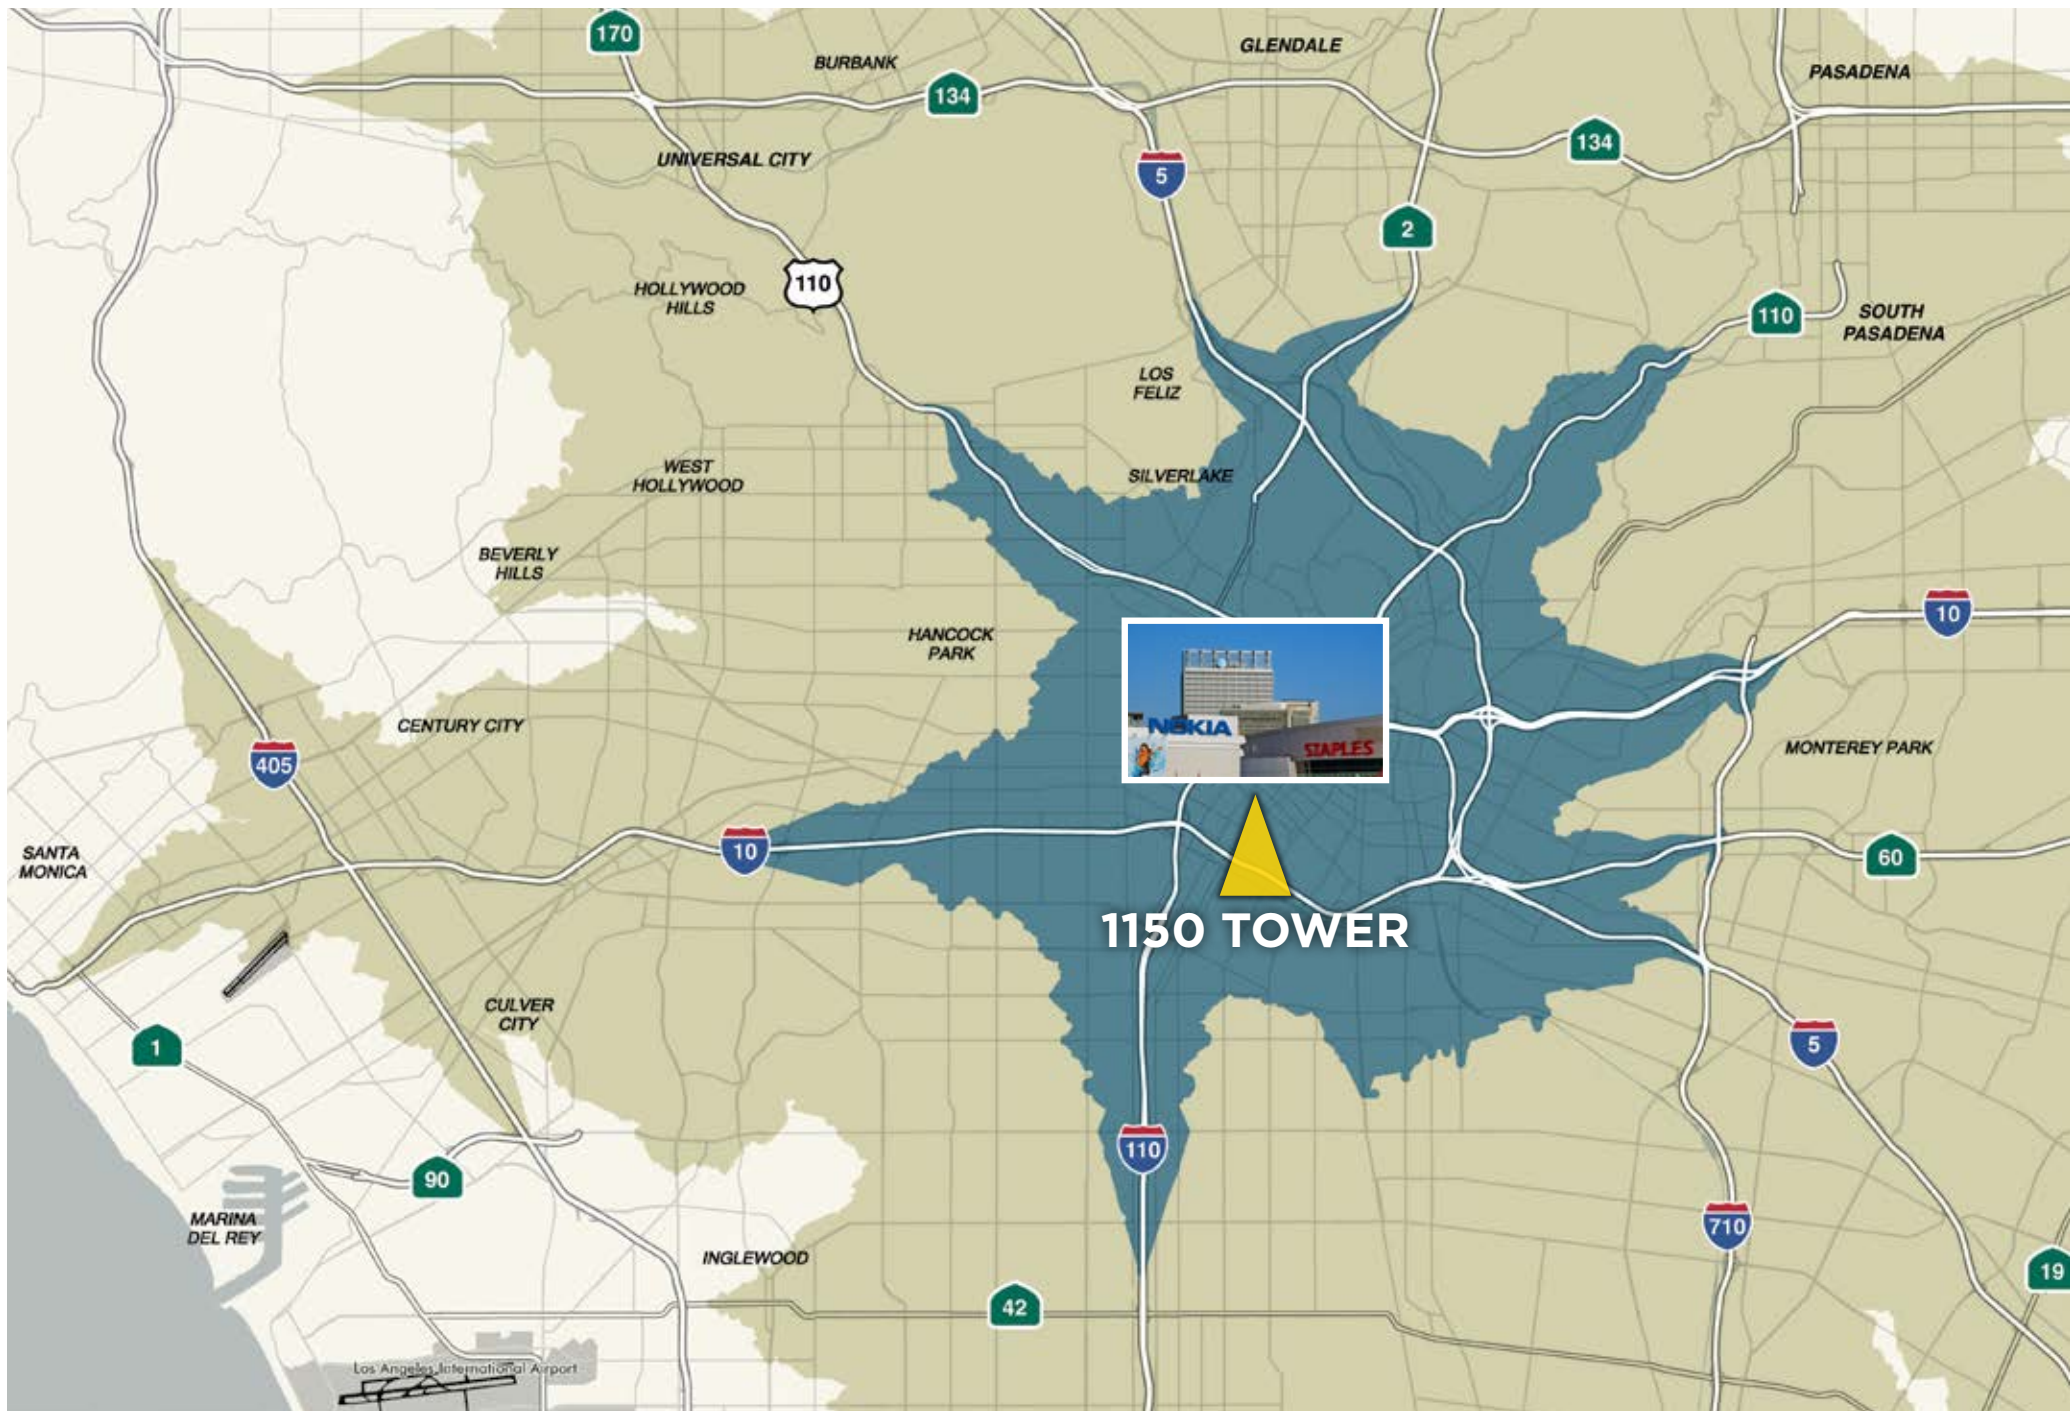 170
BURBANK
GLENDALE
PASADENA
134
134
UNIVERSAL CITY
5
2
110
HOLLYWOOD
HILLS
110
SOUTH
PASADENA
LOS
FELIZ
WEST
HOLLYWOOD
SILVERLAKE
BEVERLY
HILLS
10
HANCOCK
PARK
NOKIA
STAPLES
CENTURY CITY
MONTEREY PARK
405
SANTA
MONICA
10
60
1150 TOWER
CULVER
CITY
1
5
110
90
MARINA
DEL REY
710
INGLEWOOD
19
42
Los Angeles International Airport